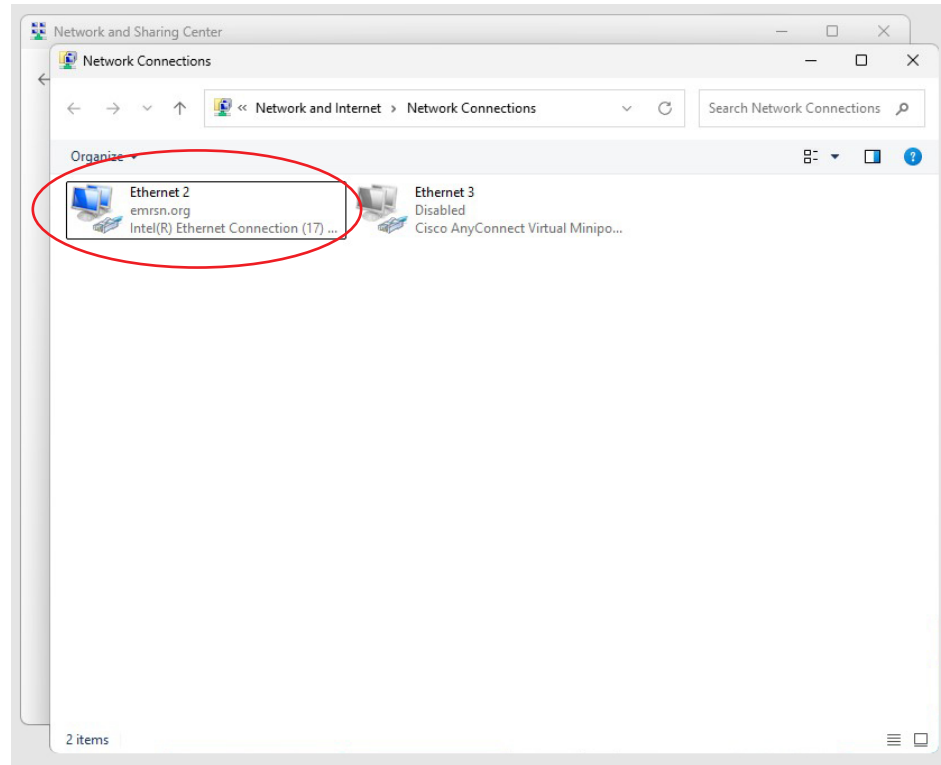 Network and Sharing Center
Network Connections
« Network and Internet > Network Connections
Search Network Connections
Organize
Ethernet 2
emrsn.org
Intel(R) Ethernet Connection (17) ...
Ethernet 3
Disabled
Cisco AnyConnect Virtual Minipo...
2 items